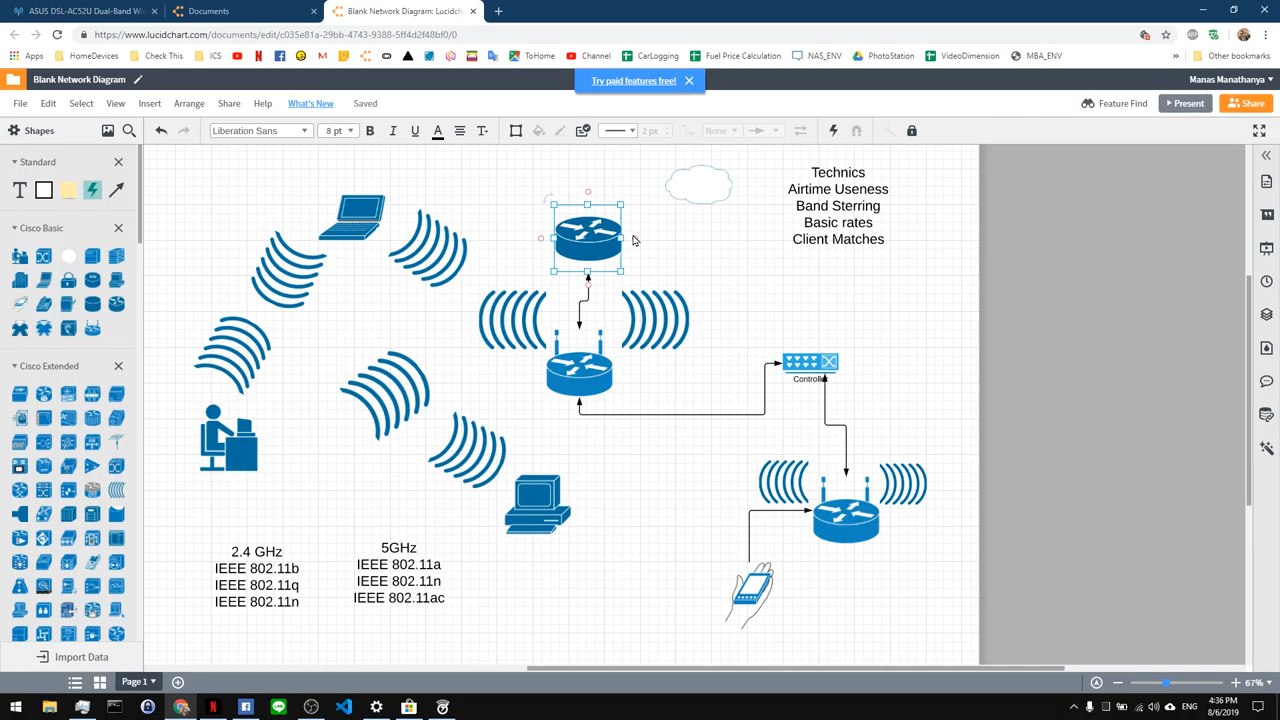 ASUS DSL-AC52U Dual-Band Wi
Documents
Blank Network Diagram: Lucidch
https://www.lucidchart.com/documents/edit/c035e81a-29bb-4743-9388-5ff4d2f48bf0/0
Apps
HomeDevices
Check This
ICS
ToHome
Channel
CarLogging
Fuel Price Calculation
NAS_ENV
PhotoStation
VideoDimension
MBA_ENV
»
Other bookmarks
Blank Network Diagram
Try paid features free!
Manas Manathanya
File
Edit
Select
View
Insert
Arrange
Share
Help
What's New
Saved
Feature Find
Present
Share
Shapes
Liberation Sans
8 pt
B
I
U
A
T
2 px
None
Standard
T
Cisco Basic
Cisco Extended
Technics
Airtime Useness
Band Sterring
Basic rates
Client Matches
Controlle
2.4 GHz
IEEE 802.11b
IEEE 802.11q
IEEE 802.11n
5GHz
IEEE 802.11a
IEEE 802.11n
IEEE 802.11ac
Import Data
Page 1
67%
ENG
4:36 PM
8/6/2019